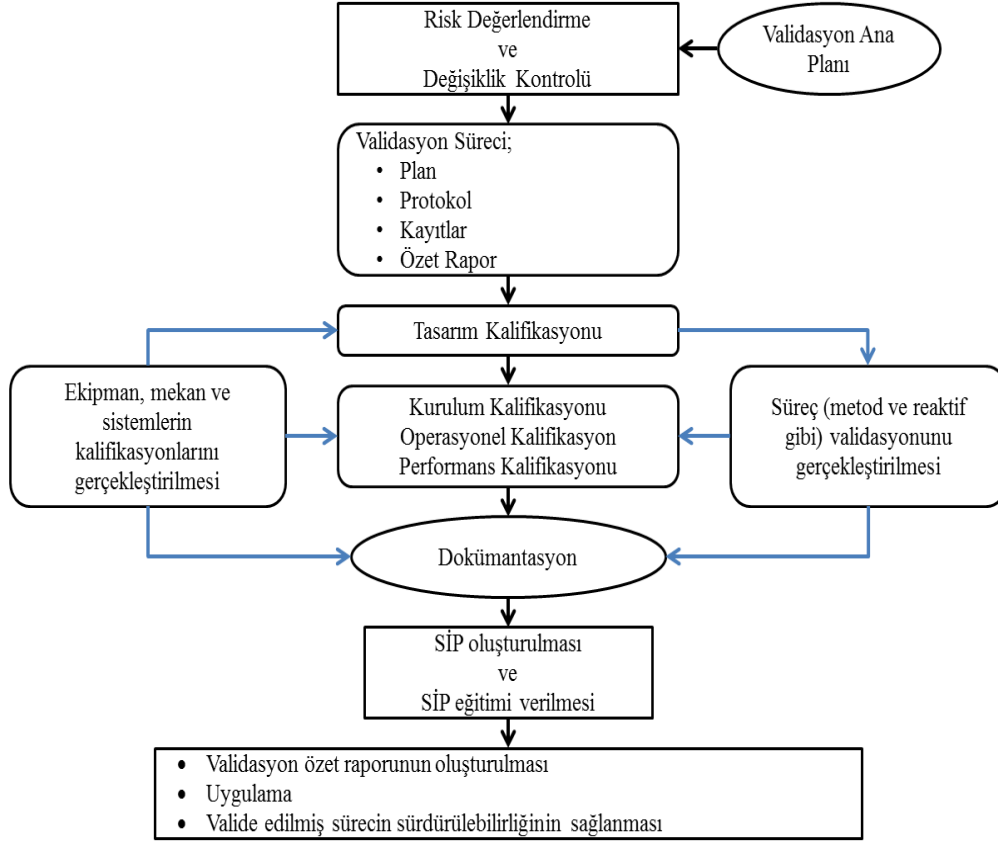 Risk Değerlendirme
ve
Değişiklik Kontrolü
Validasyon Ana
Planı
Validasyon Süreci;
• Plan
• Protokol
• Kayıtlar
• Özet Rapor
Tasarım Kalifikasyonu
Ekipman, mekan ve
sistemlerin
kalifikasyonlarını
gerçekleştirilmesi
Kurulum Kalifikasyonu
Operasyonel Kalifikasyon
Performans Kalifikasyonu
Süreç (metod ve reaktif
gibi) validasyonunu
gerçekleştirilmesi
Dokümantasyon
SİP oluşturulması
ve
SİP eğitimi verilmesi
• Validasyon özet raporunun oluşturulması
• Uygulama
• Valide edilmiş sürecin sürdürülebilirliğinin sağlanması